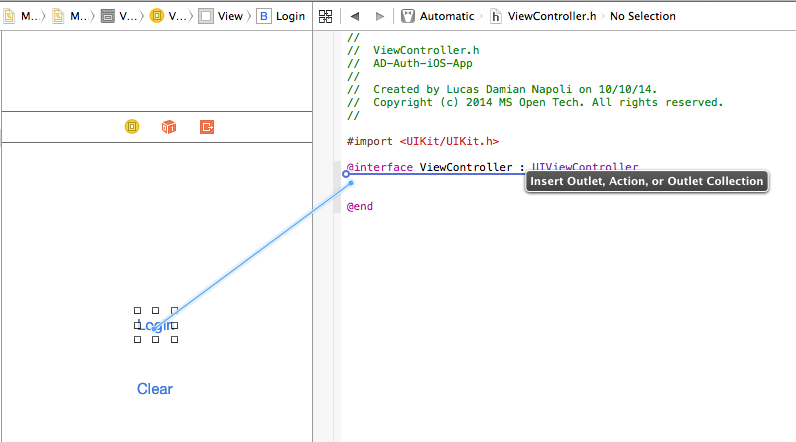 M... M... V... V... View B Login
Automatic h ViewController.h No Selection
//
//  ViewController.h
//  AD-Auth-iOS-App
//
//  Created by Lucas Damian Napoli on 10/10/14.
//  Copyright (c) 2014 MS Open Tech. All rights reserved.
//
#import <UIKit/UIKit.h>
@interface ViewController : UIViewController
Insert Outlet, Action, or Outlet Collection
@end
Login
Clear